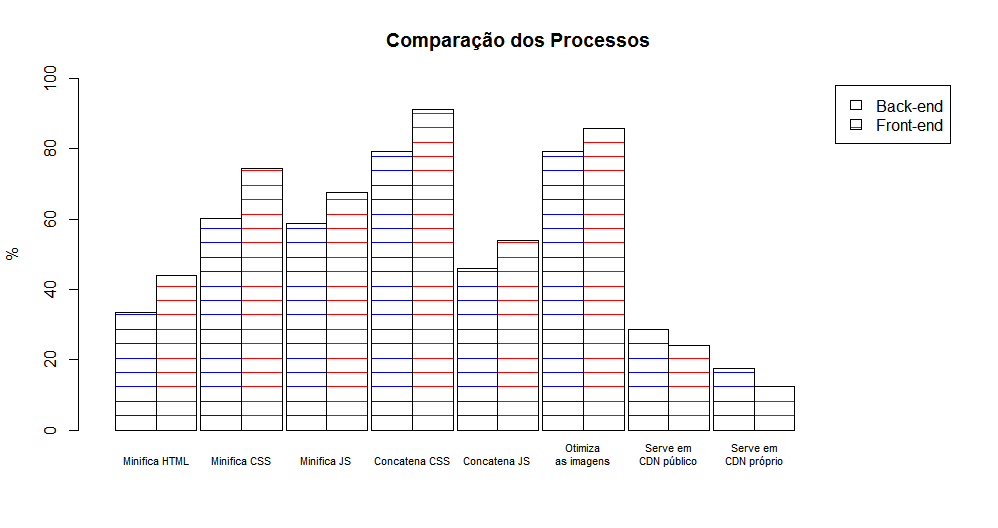 Comparação dos Processos
Back-end
Front-end
%
100
80
60
40
20
0
Minifica HTML
Minifica CSS
Minifica JS
Concatena CSS
Concatena JS
Otimiza
as imagens
Serve em
CDN público
Serve em
CDN próprio